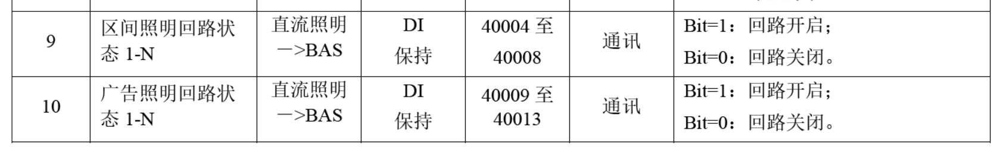 9
区间照明回路状
态 1-N
直流照明
—>BAS
DI
保持
40004 至
40008
通讯
Bit=1：回路开启；
Bit=0：回路关闭。
10
广告照明回路状
态 1-N
直流照明
—>BAS
DI
保持
40009 至
40013
通讯
Bit=1：回路开启；
Bit=0：回路关闭。